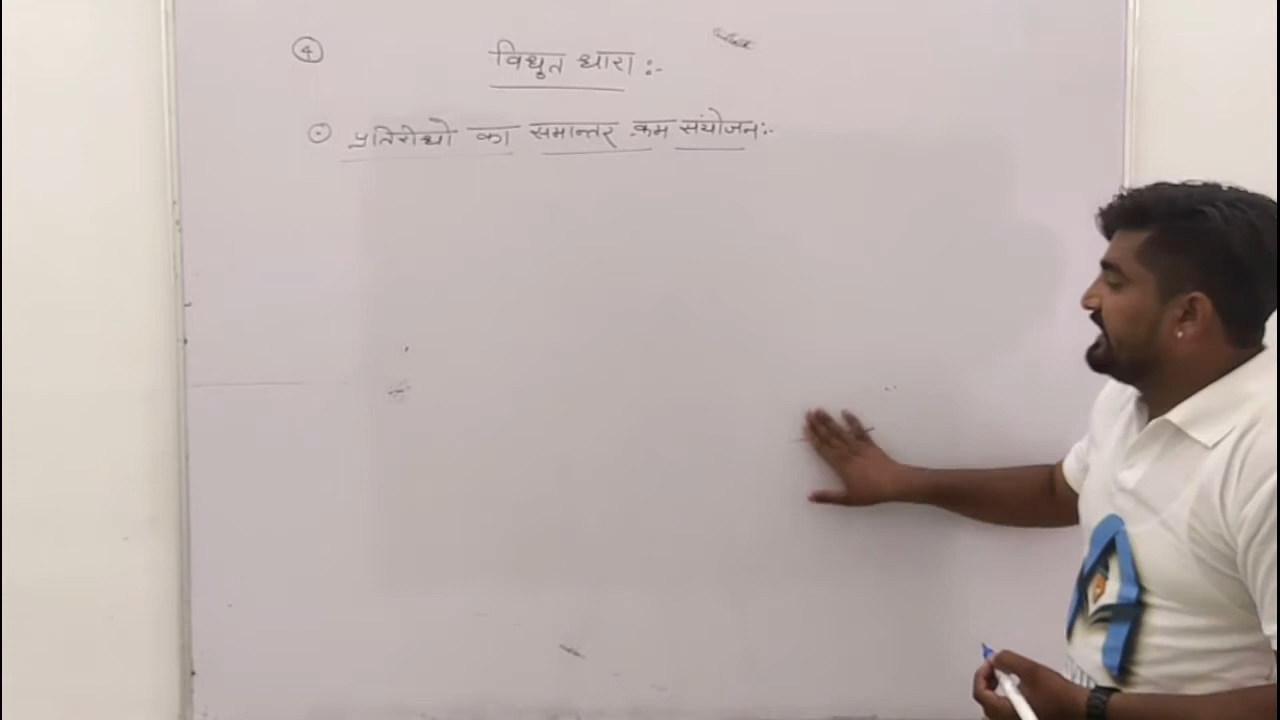 ④ विधुत धारा :-
⊙ प्रतिरोधो का समान्तर क्रम संयोजन:-